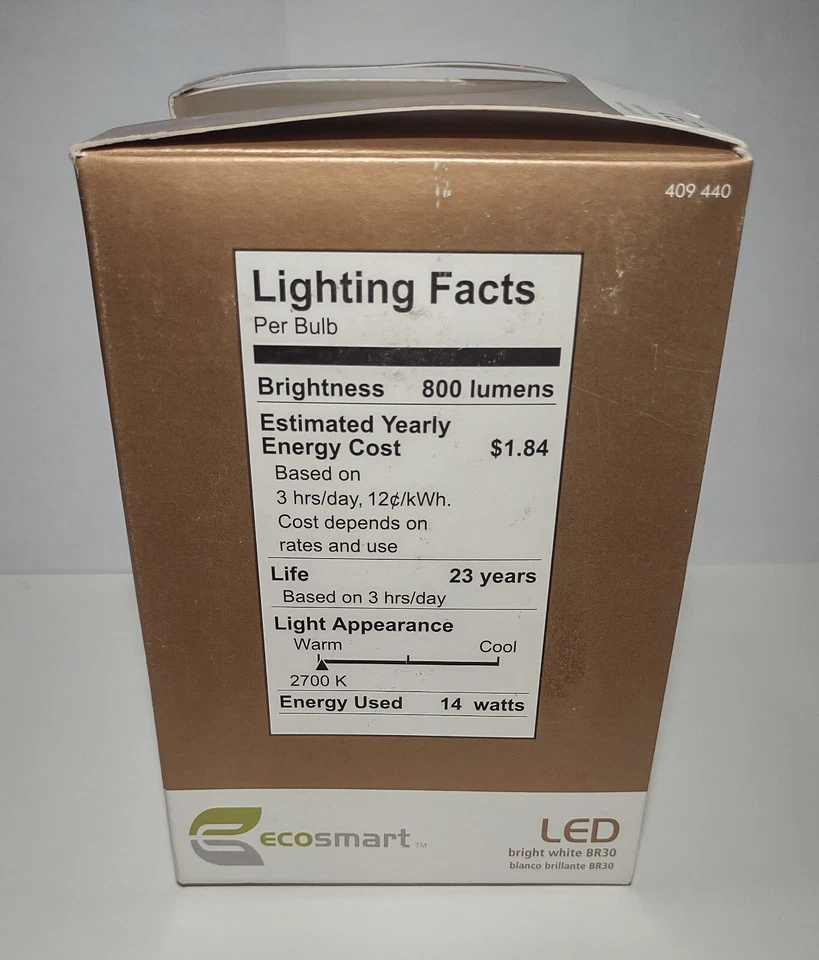 409 440
Lighting Facts
Per Bulb
Brightness 800 lumens
Estimated Yearly
Energy Cost $1.84
Based on
3 hrs/day, 12¢/kWh.
Cost depends on
rates and use
Life 23 years
Based on 3 hrs/day
Light Appearance
Warm Cool
2700 K
Energy Used 14 watts
ecosmart™
LED
bright white BR30
blanco brillante BR30